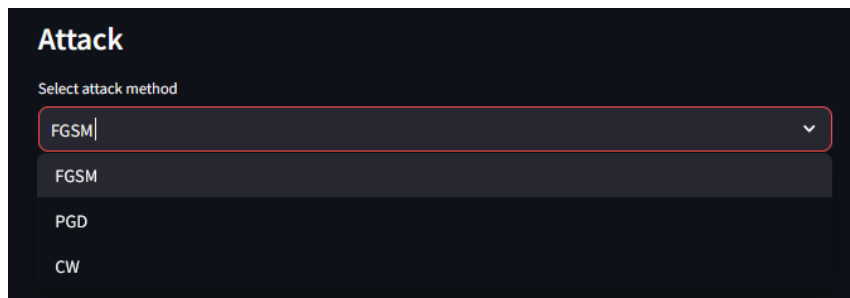 Attack
Select attack method
FGSM
FGSM
PGD
CW